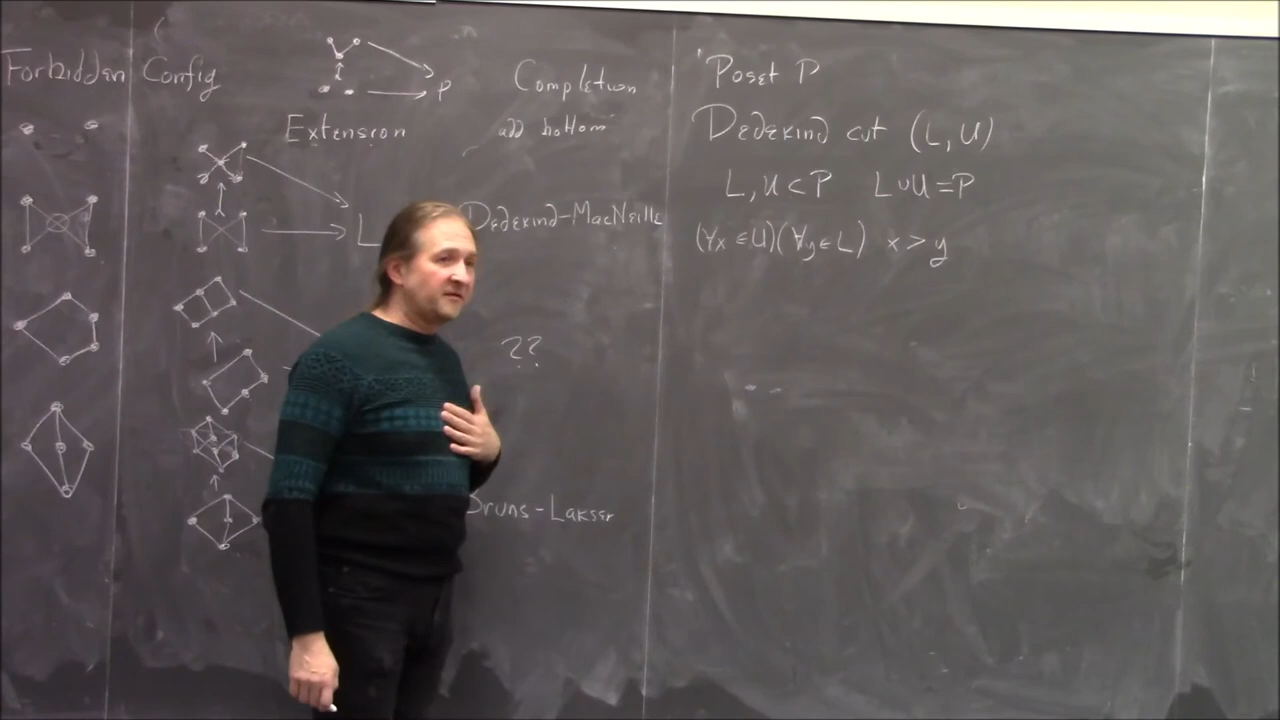 Forbidden Config
P
Extension
Completion
add bottom
L
Dedekind-MacNeille
??
Bruns-Lakser
Poset P
Dedekind cut (L, U)
L, U ⊂ P L ∪ U = P
(∀x ∈ U)(∀y ∈ L) x > y